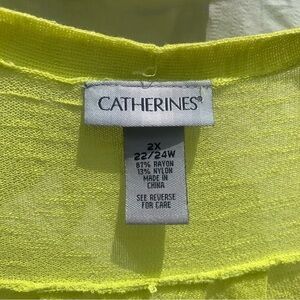 CATHERINES®
2X
22/24W
87% RAYON
13% NYLON
MADE IN
CHINA
SEE REVERSE
FOR CARE